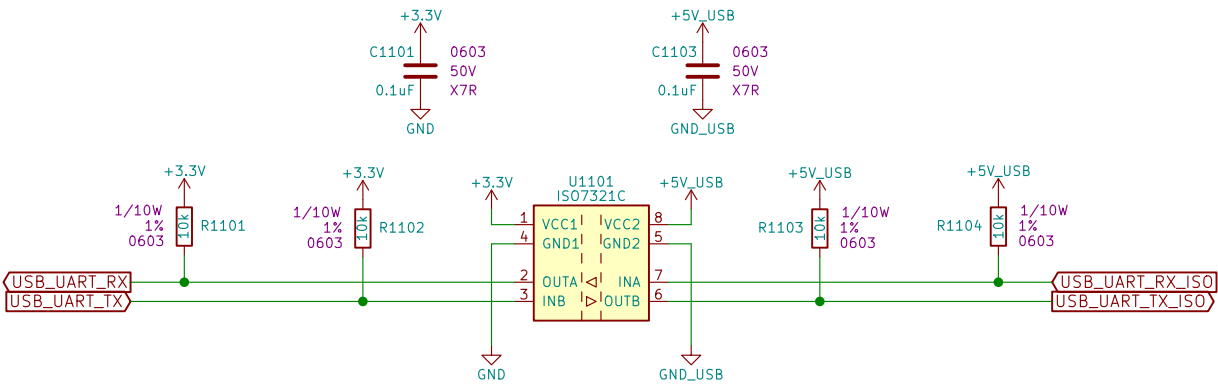 +3.3V
C1101
0603
50V
0.1uF
X7R
GND
+5V_USB
C1103
0603
50V
0.1uF
X7R
GND_USB
+3.3V
1/10W
1%
0603
10k
R1101
+3.3V
1/10W
1%
0603
10k
R1102
+3.3V
U1101
ISO7321C
+5V_USB
1 VCC1 VCC2 8
4 GND1 GND2 5
2 OUTA INA 7
3 INB OUTB 6
GND
GND_USB
+5V_USB
R1103
10k
1/10W
1%
0603
+5V_USB
R1104
10k
1/10W
1%
0603
USB_UART_RX
USB_UART_TX
USB_UART_RX_ISO
USB_UART_TX_ISO